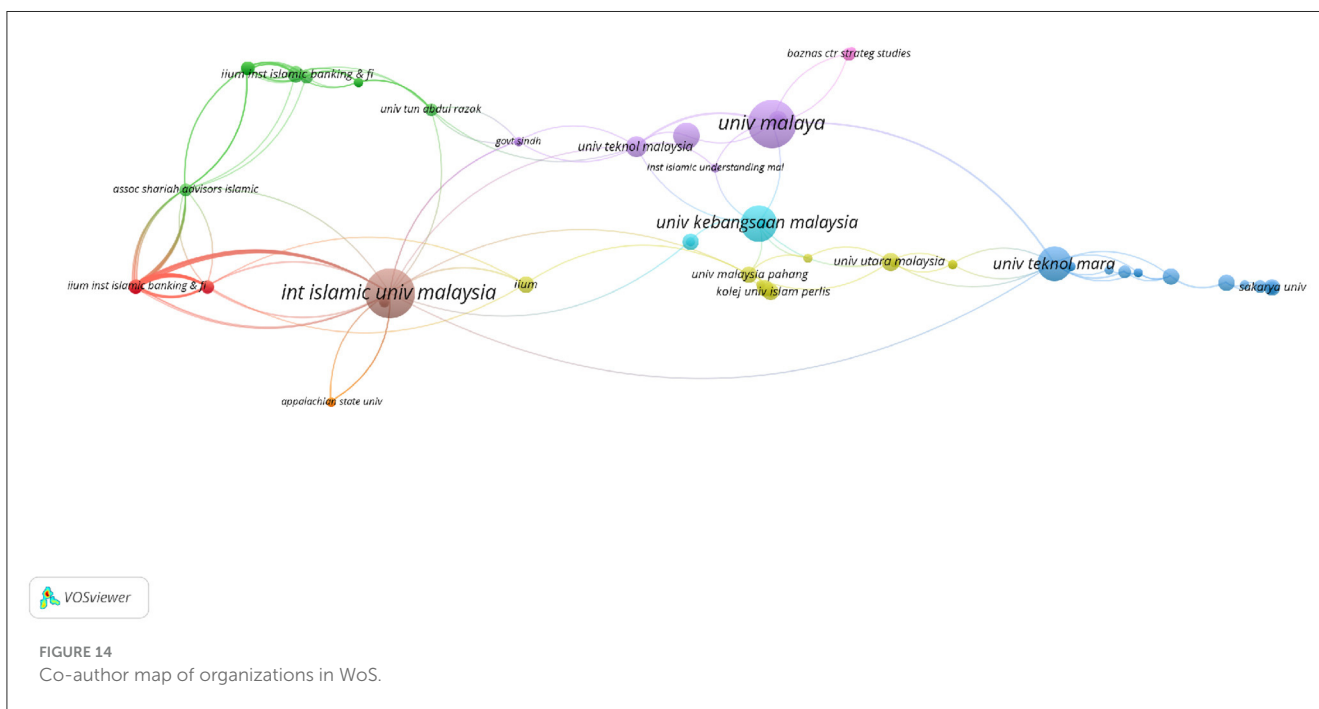 baznas ctr strateg studies
iium inst islamic banking & fi
univ tun abdul razak
univ malaya
govt sindh
univ teknol malaysia
inst islamic understanding mal
assoc shariah advisors islamic
univ kebangsaan malaysia
univ utara malaysia
univ teknol mara
univ malaysia pahang
iium inst islamic banking & fi
int islamic univ malaysia
iium
kolej univ islam perlis
sakarya univ
appalachian state univ
VOSviewer
FIGURE 14
Co-author map of organizations in WoS.